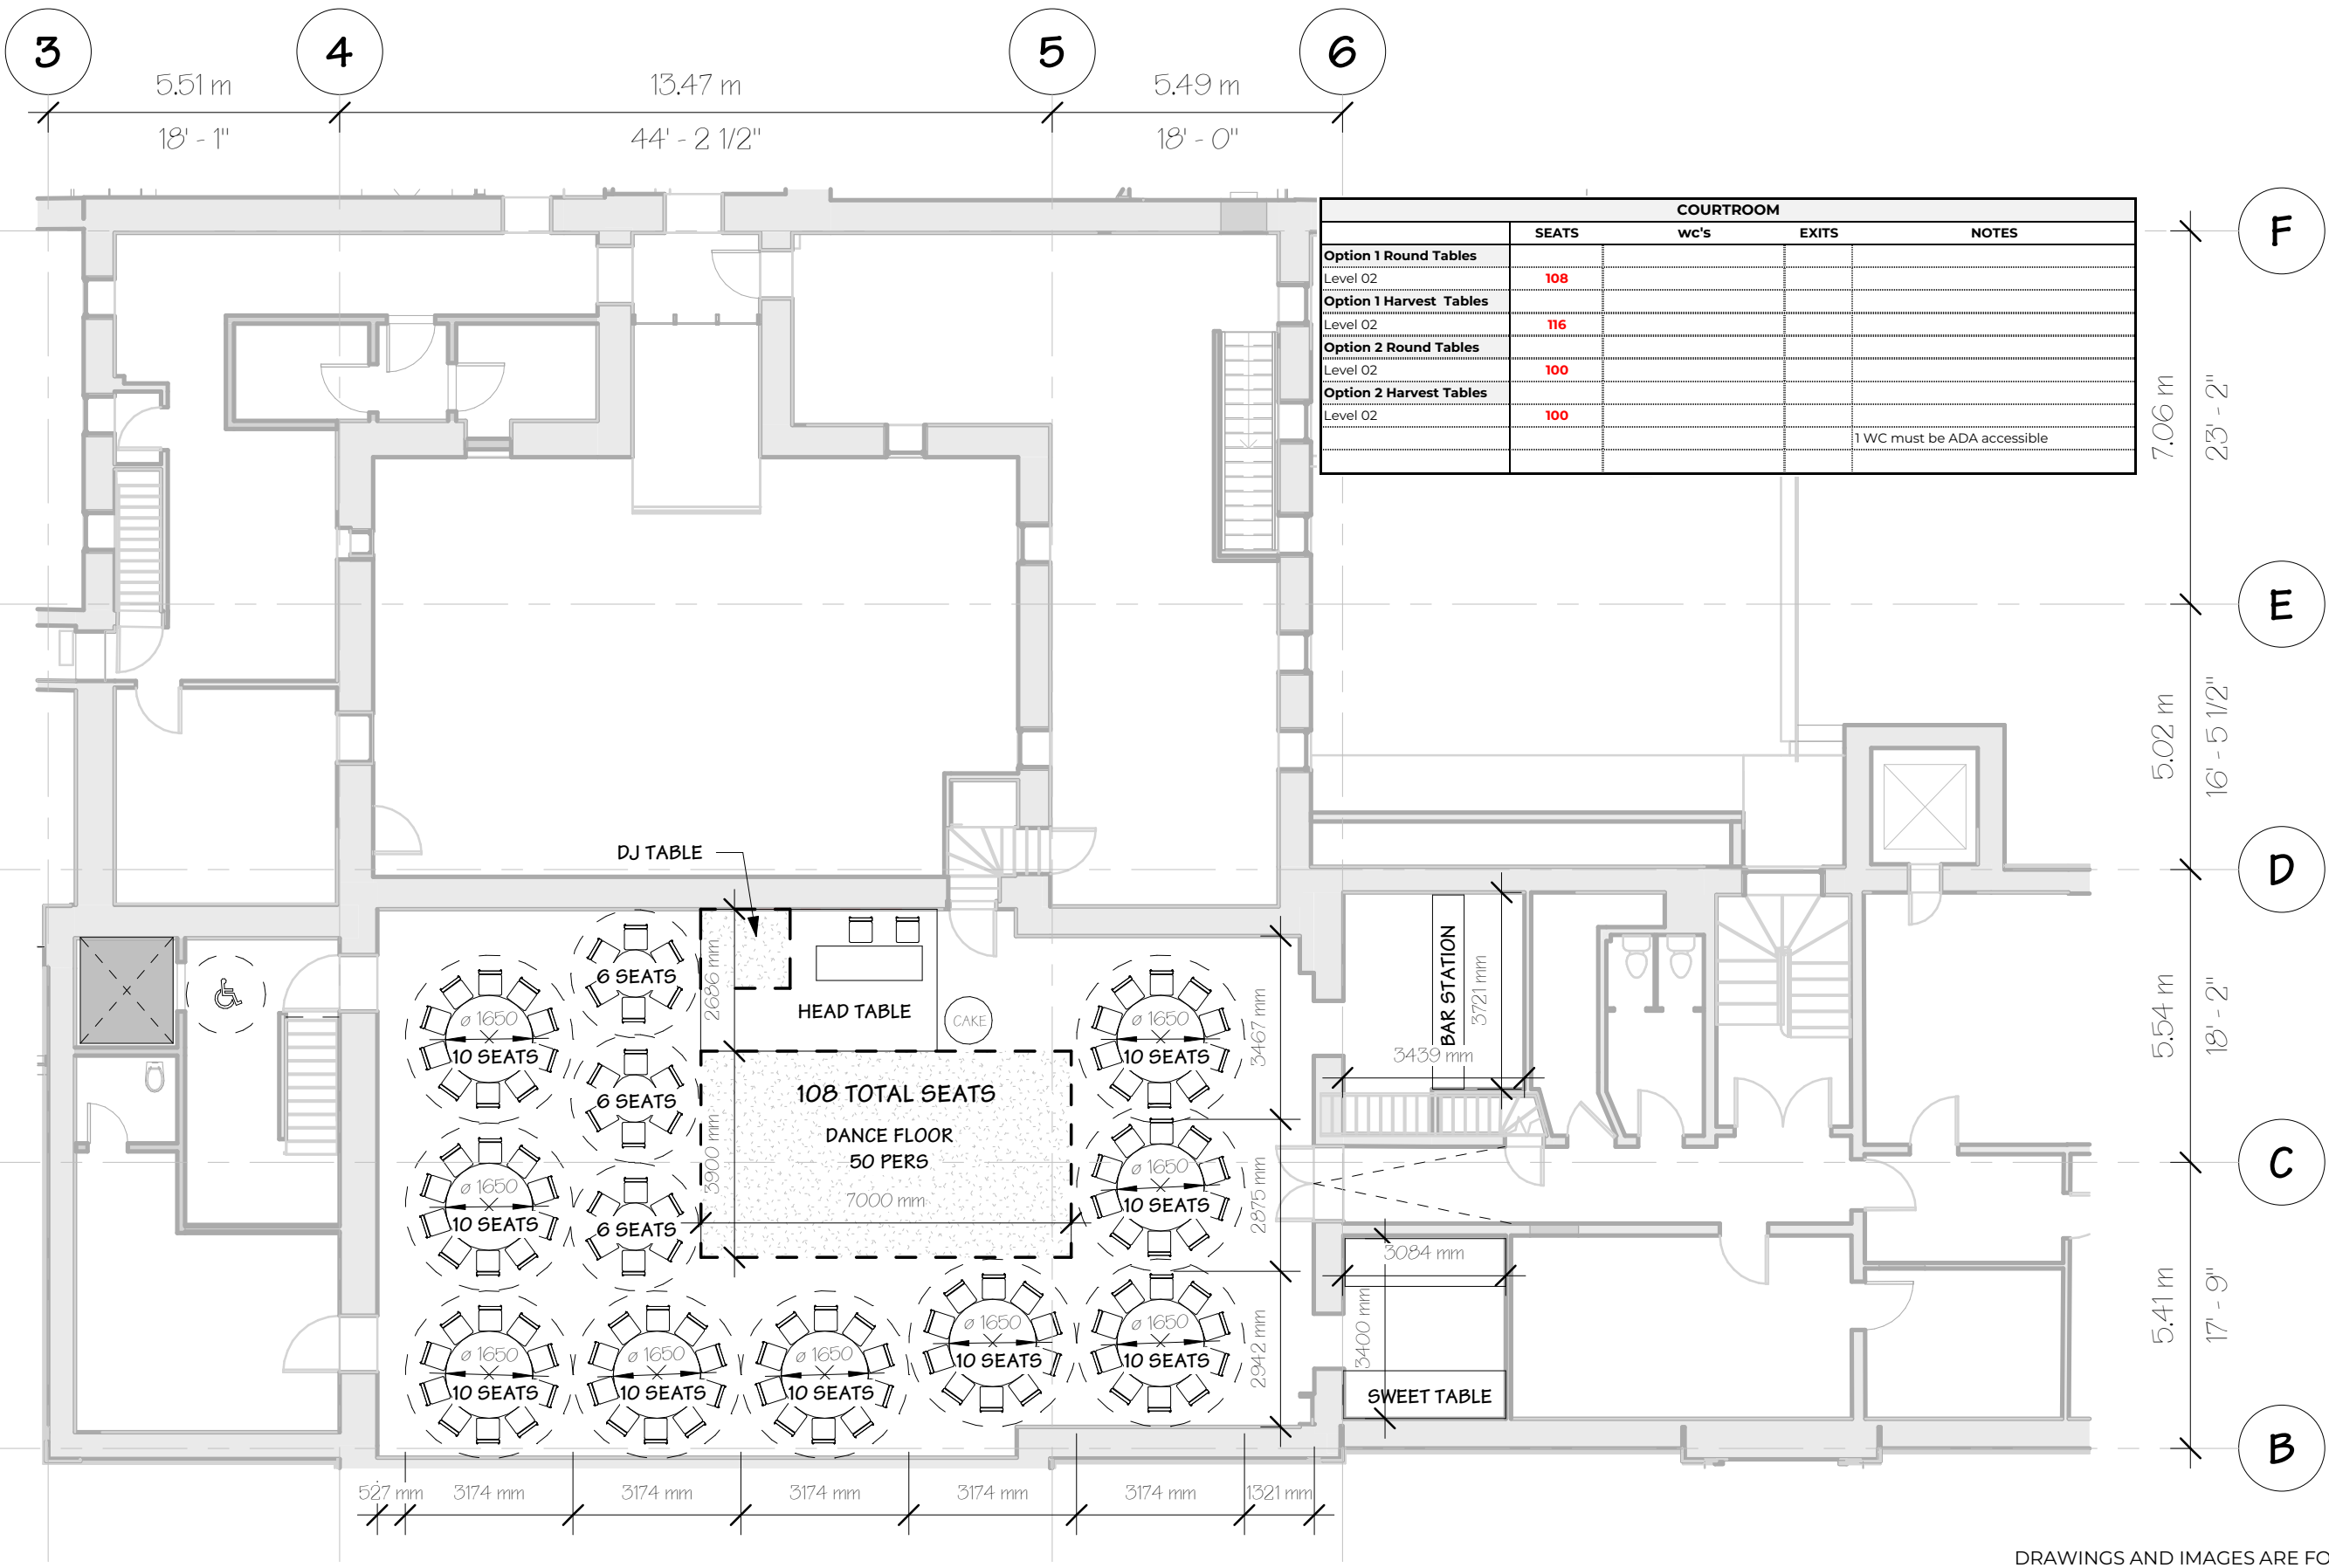 3
4
5
6
5.51 m
13.47 m
5.49 m
18' - 1"
44' - 2 1/2"
18' - 0"
COURTROOM
SEATS wc's EXITS NOTES
Option 1 Round Tables
Level 02 108
Option 1 Harvest Tables
Level 02 116
Option 2 Round Tables
Level 02 100
Option 2 Harvest Tables
Level 02 100
1 WC must be ADA accessible
F
7.06 m
23' - 2"
E
5.02 m
16' - 5 1/2"
D
5.54 m
18' - 2"
C
5.41 m
17' - 9"
B
DJ TABLE
6 SEATS
2686 mm
HEAD TABLE
CAKE
ø 1650
10 SEATS
6 SEATS
108 TOTAL SEATS
DANCE FLOOR
50 PERS
3900 mm
7000 mm
ø 1650
10 SEATS
6 SEATS
ø 1650
10 SEATS
3467 mm
ø 1650
10 SEATS
2875 mm
ø 1650
10 SEATS
ø 1650
10 SEATS
ø 1650
10 SEATS
ø 1650
10 SEATS
ø 1650
10 SEATS
2942 mm
BAR STATION
3721 mm
3439 mm
3084 mm
3400 mm
SWEET TABLE
527 mm
3174 mm
3174 mm
3174 mm
3174 mm
3174 mm
1321 mm
DRAWINGS AND IMAGES ARE FO